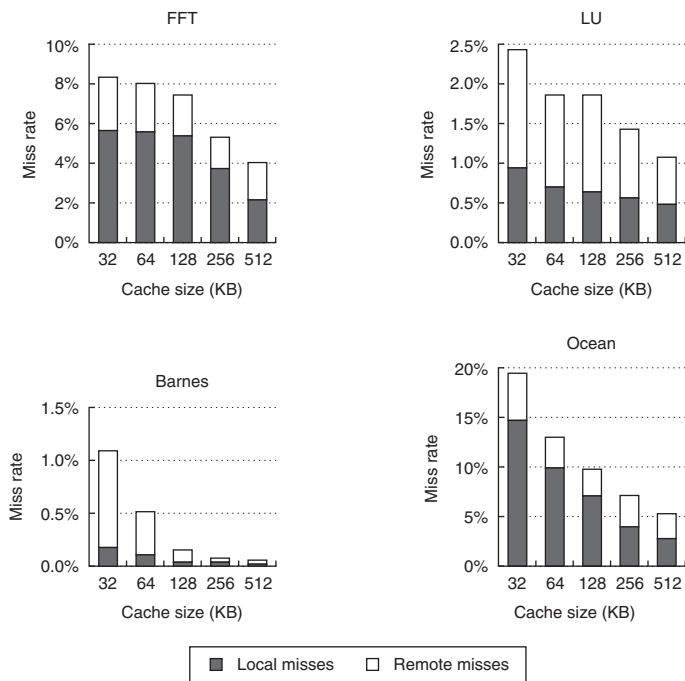 FFT
10%
8%
6%
4%
2%
0%
Miss rate
32 64 128 256 512
Cache size (KB)
LU
2.5%
2.0%
1.5%
1.0%
0.5%
0.0%
Miss rate
32 64 128 256 512
Cache size (KB)
Barnes
1.5%
1.0%
0.5%
0.0%
Miss rate
32 64 128 256 512
Cache size (KB)
Ocean
20%
15%
10%
5%
0%
Miss rate
32 64 128 256 512
Cache size (KB)
Local misses Remote misses